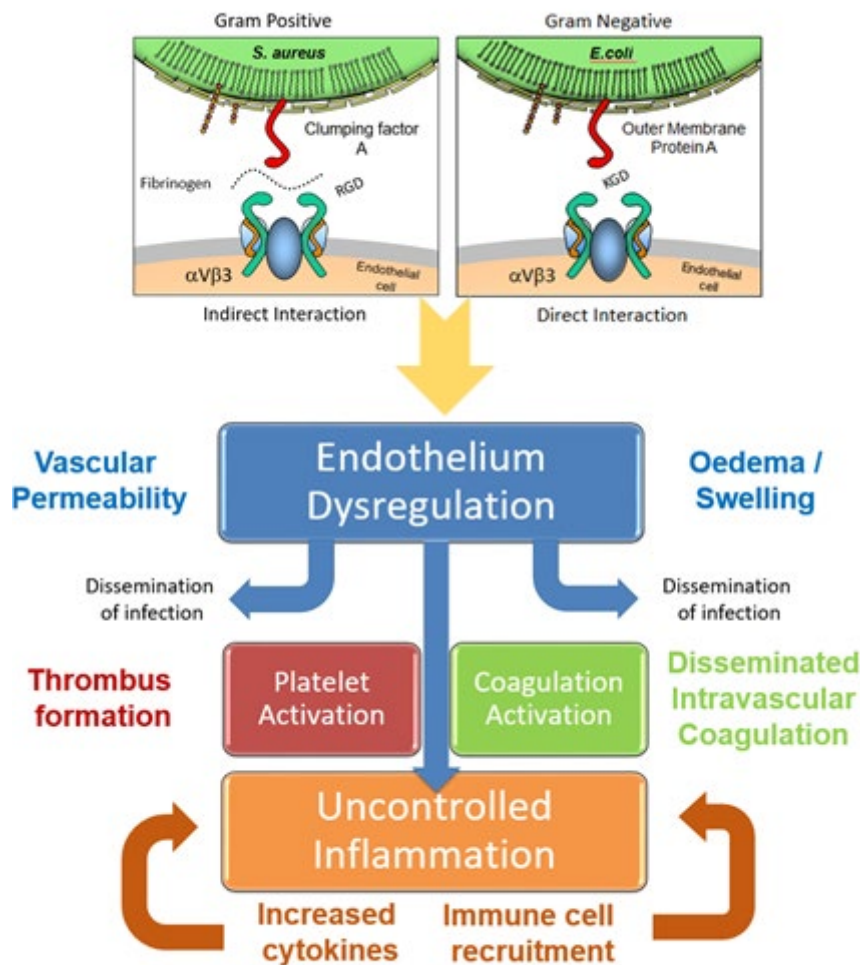 Gram Positive
Gram Negative
S. aureus
Clumping factor
A
Fibrinogen
RGD
αVβ3
Endothelial
cell
Indirect Interaction
E.coli
Outer Membrane
Protein A
KGD
αVβ3
Endothelial
cell
Direct Interaction
Vascular
Permeability
Endothelium
Dysregulation
Oedema /
Swelling
Dissemination
of infection
Dissemination
of infection
Thrombus
formation
Platelet
Activation
Coagulation
Activation
Disseminated
Intravascular
Coagulation
Uncontrolled
Inflammation
Increased
cytokines
Immune cell
recruitment